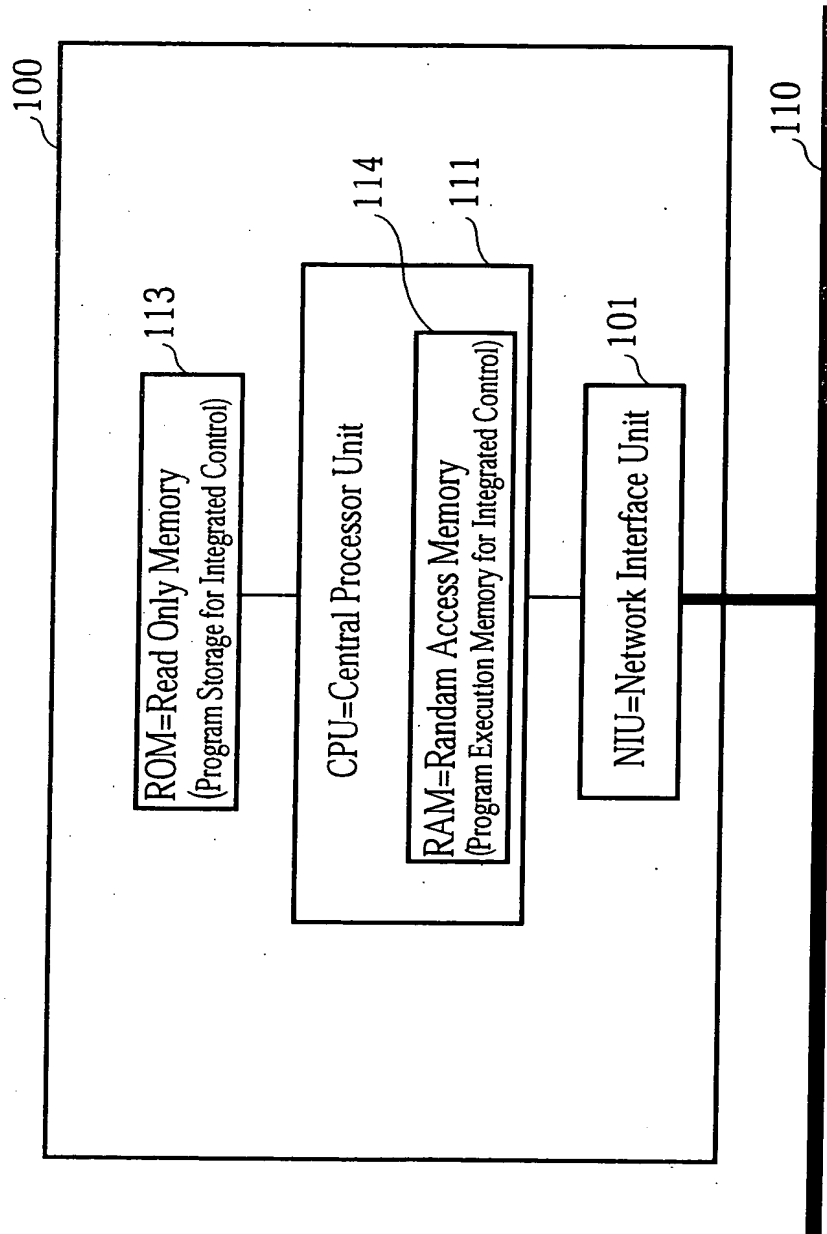 100
113
ROM=Read Only Memory
(Program Storage for Integrated Control)
CPU=Central Processor Unit
114
111
RAM=Randam Access Memory
(Program Execution Memory for Integrated Control)
101
NIU=Network Interface Unit
110